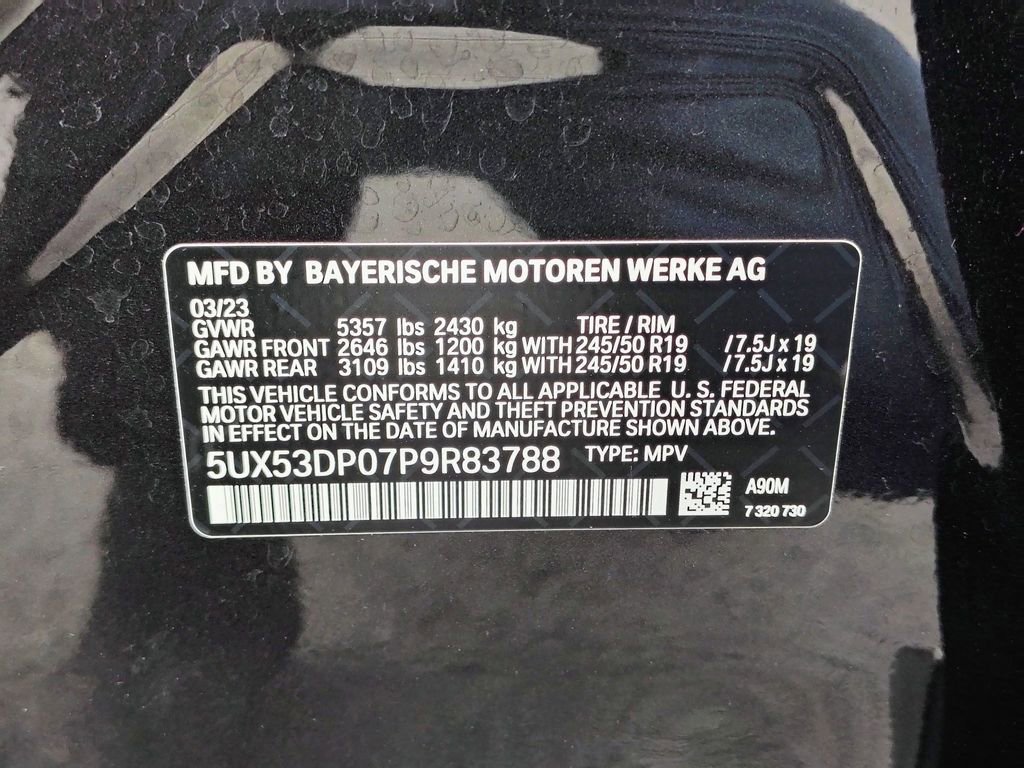 MFD BY BAYERISCHE MOTOREN WERKE AG
03/23
GVWR 5357 lbs 2430 kg TIRE / RIM
GAWR FRONT 2646 lbs 1200 kg WITH 245/50 R19 /7.5J x 19
GAWR REAR 3109 lbs 1410 kg WITH 245/50 R19 /7.5J x 19
THIS VEHICLE CONFORMS TO ALL APPLICABLE U. S. FEDERAL
MOTOR VEHICLE SAFETY AND THEFT PREVENTION STANDARDS
IN EFFECT ON THE DATE OF MANUFACTURE SHOWN ABOVE.
5UX53DP07P9R83788 TYPE: MPV
A90M
7 320 730